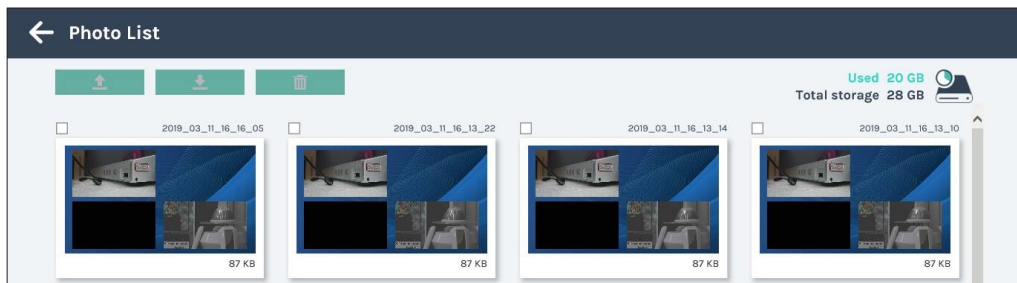 Photo List
Used 20 GB
Total storage 28 GB
2019_03_11_16_16_05
2019_03_11_16_13_22
2019_03_11_16_13_14
2019_03_11_16_13_10
87 KB
87 KB
87 KB
87 KB